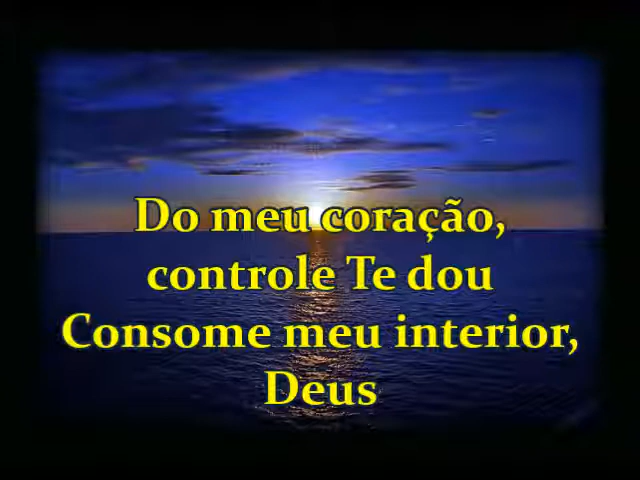 Do meu coração,
controle Te dou
Consome meu interior,
Deus